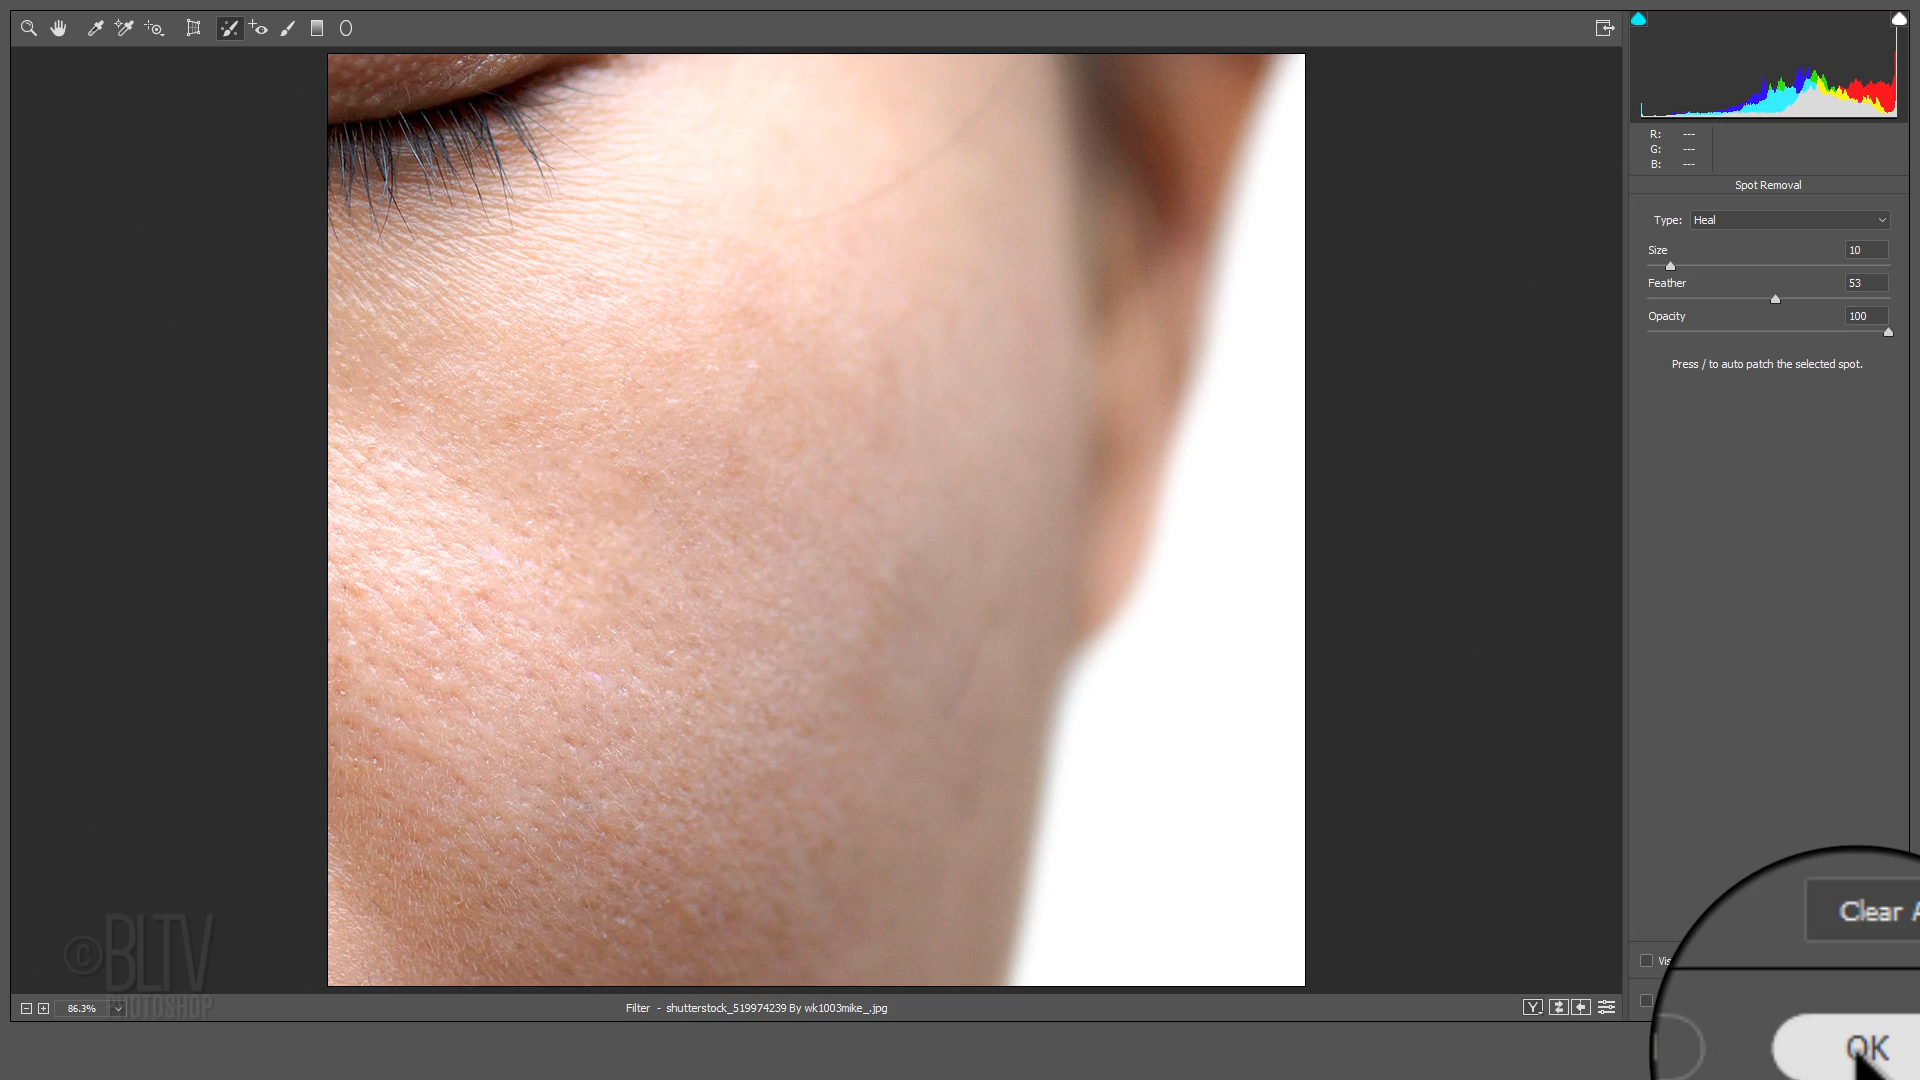 R: ---
G: ---
B: ---
Spot Removal
Type: Heal
Size 10
Feather 53
Opacity 100
Press / to auto patch the selected spot.
Clear
OK
©BLTV
PHOTOSHOP
86.3%
Filter - shutterstock_519974239 By wk1003mike_.jpg
Y